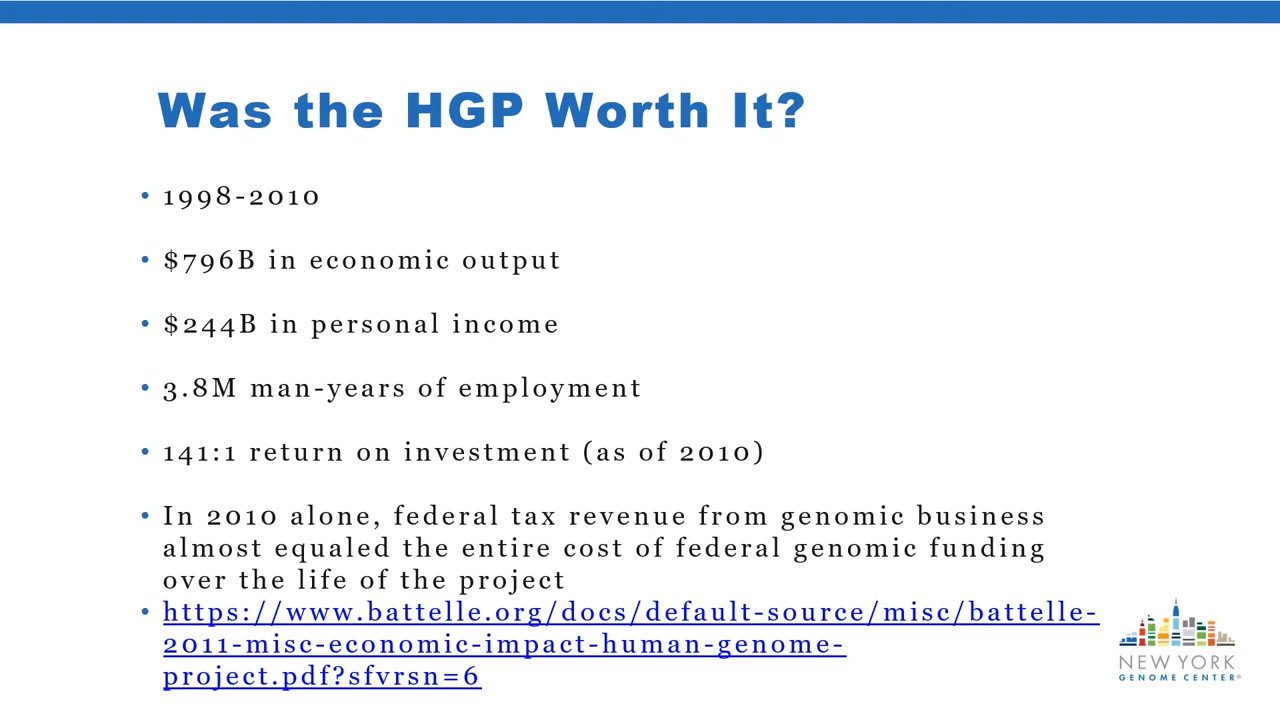 Was the HGP Worth It?
• 1998-2010
• $796B in economic output
• $244B in personal income
• 3.8M man-years of employment
• 141:1 return on investment (as of 2010)
• In 2010 alone, federal tax revenue from genomic business
almost equaled the entire cost of federal genomic funding
over the life of the project
• https://www.battelle.org/docs/default-source/misc/battelle-
2011-misc-economic-impact-human-genome-
project.pdf?sfvrsn=6
NEW YORK
GENOME CENTER®